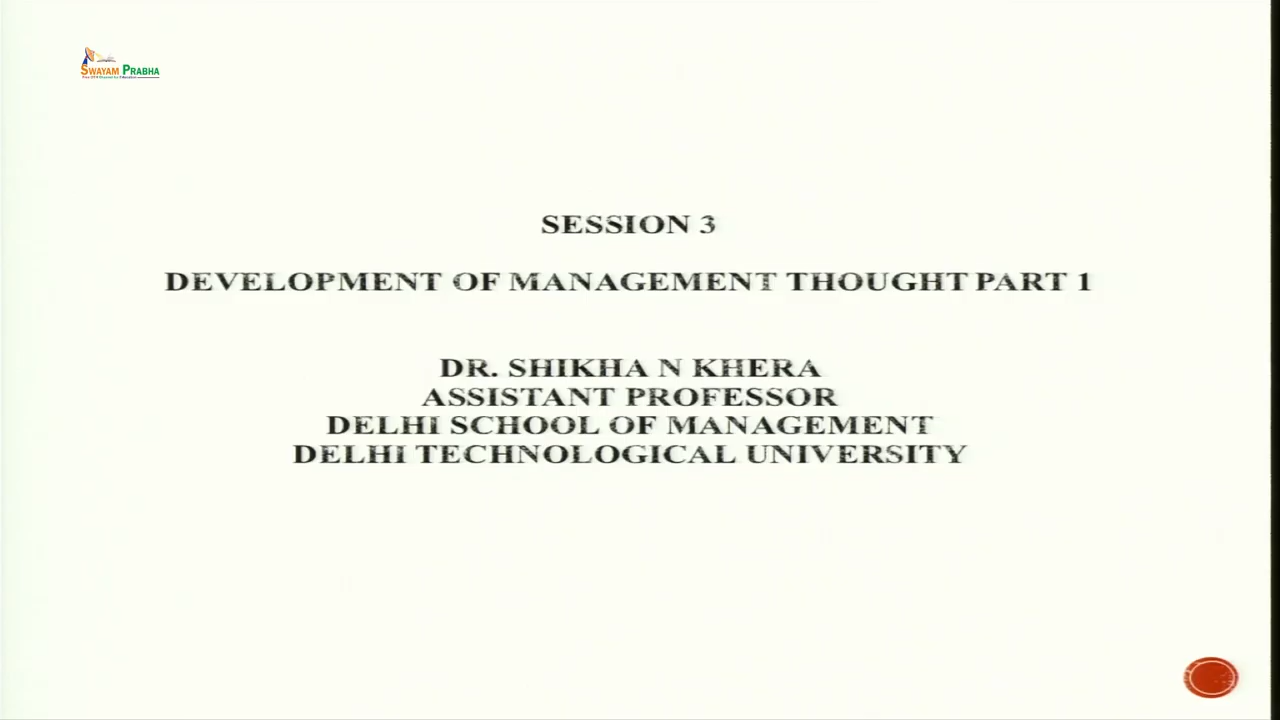 SWAYAM PRABHA
SESSION 3
DEVELOPMENT OF MANAGEMENT THOUGHT PART 1
DR. SHIKHA N KHERA
ASSISTANT PROFESSOR
DELHI SCHOOL OF MANAGEMENT
DELHI TECHNOLOGICAL UNIVERSITY